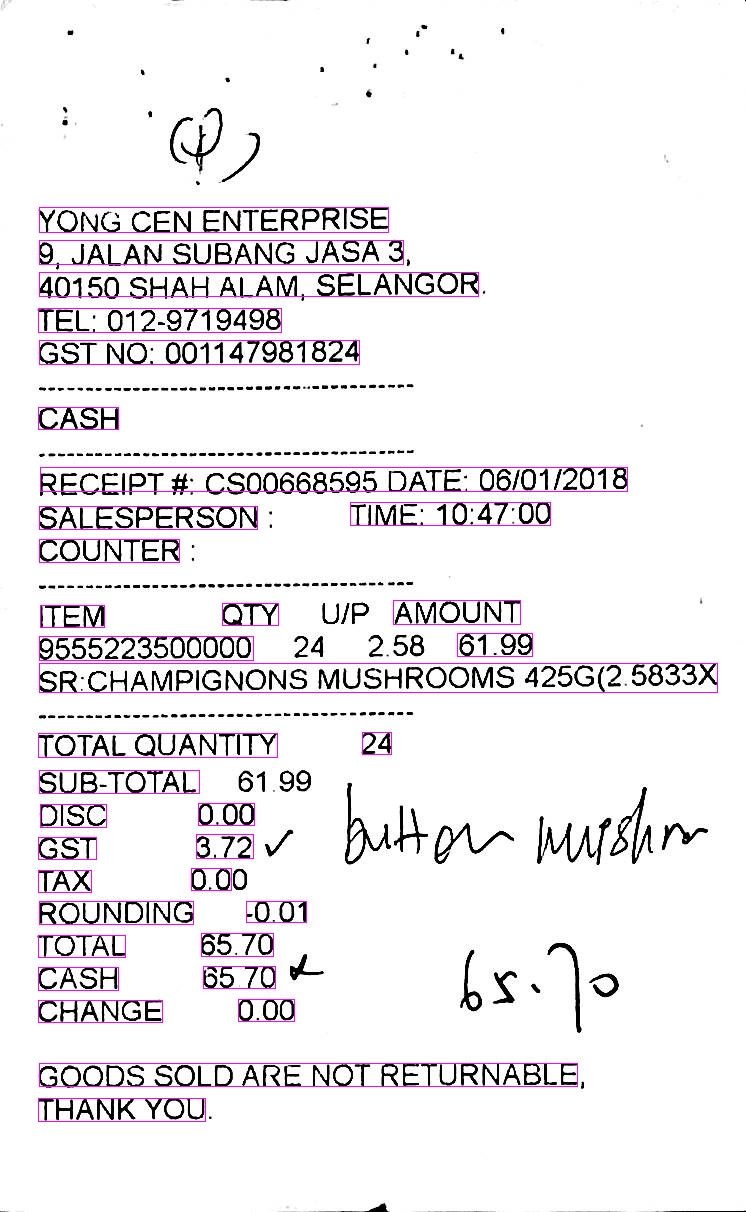 YONG CEN ENTERPRISE
9, JALAN SUBANG JASA 3,
40150 SHAH ALAM, SELANGOR.
TEL: 012-9719498
GST NO: 001147981824
CASH
RECEIPT #: CS00668595 DATE: 06/01/2018
SALESPERSON : TIME: 10:47:00
COUNTER :
ITEM QTY U/P AMOUNT
9555223500000 24 2.58 61.99
SR:CHAMPIGNONS MUSHROOMS 425G(2.5833X
TOTAL QUANTITY 24
SUB-TOTAL 61.99
DISC 0.00
GST 3.72 ✓
button
TAX 0.00
ROUNDING -0.01
TOTAL 65.70
CASH 65.70
65.70
CHANGE 0.00
GOODS SOLD ARE NOT RETURNABLE,
THANK YOU.